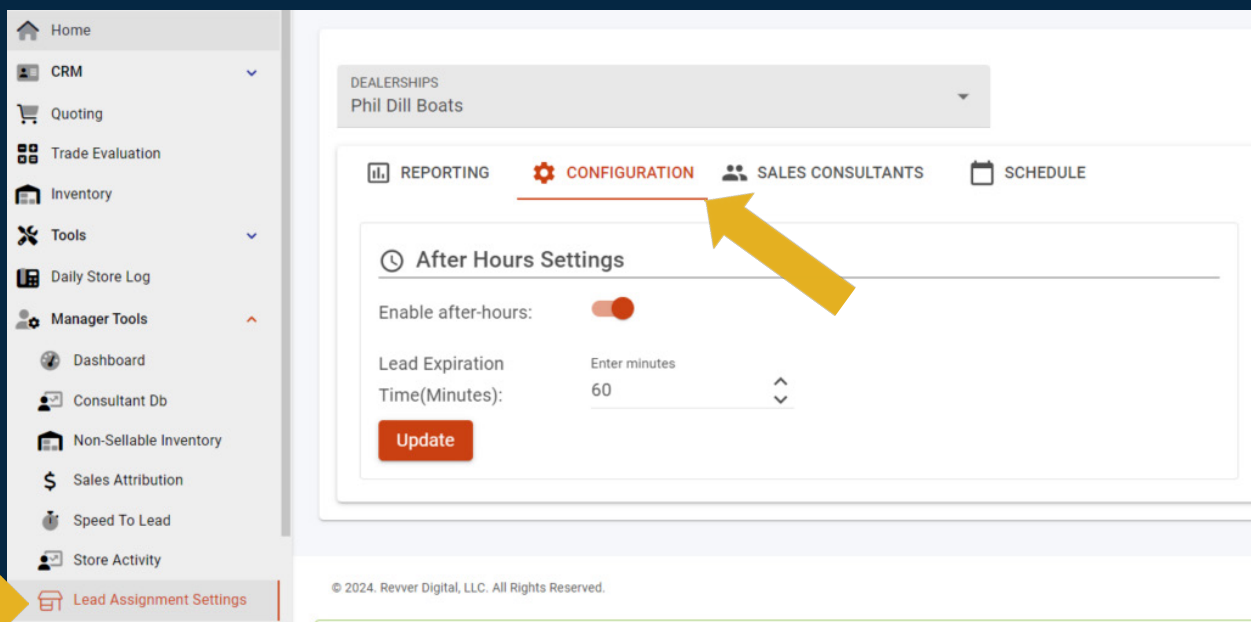 Home
CRM
Quoting
Trade Evaluation
Inventory
Tools
Daily Store Log
Manager Tools
Dashboard
Consultant Db
Non-Sellable Inventory
Sales Attribution
Speed To Lead
Store Activity
Lead Assignment Settings
DEALERSHIPS
Phil Dill Boats
REPORTING CONFIGURATION SALES CONSULTANTS SCHEDULE
After Hours Settings
Enable after-hours:
Lead Expiration
Time(Minutes):
Enter minutes
60
Update
© 2024. Revver Digital, LLC. All Rights Reserved.